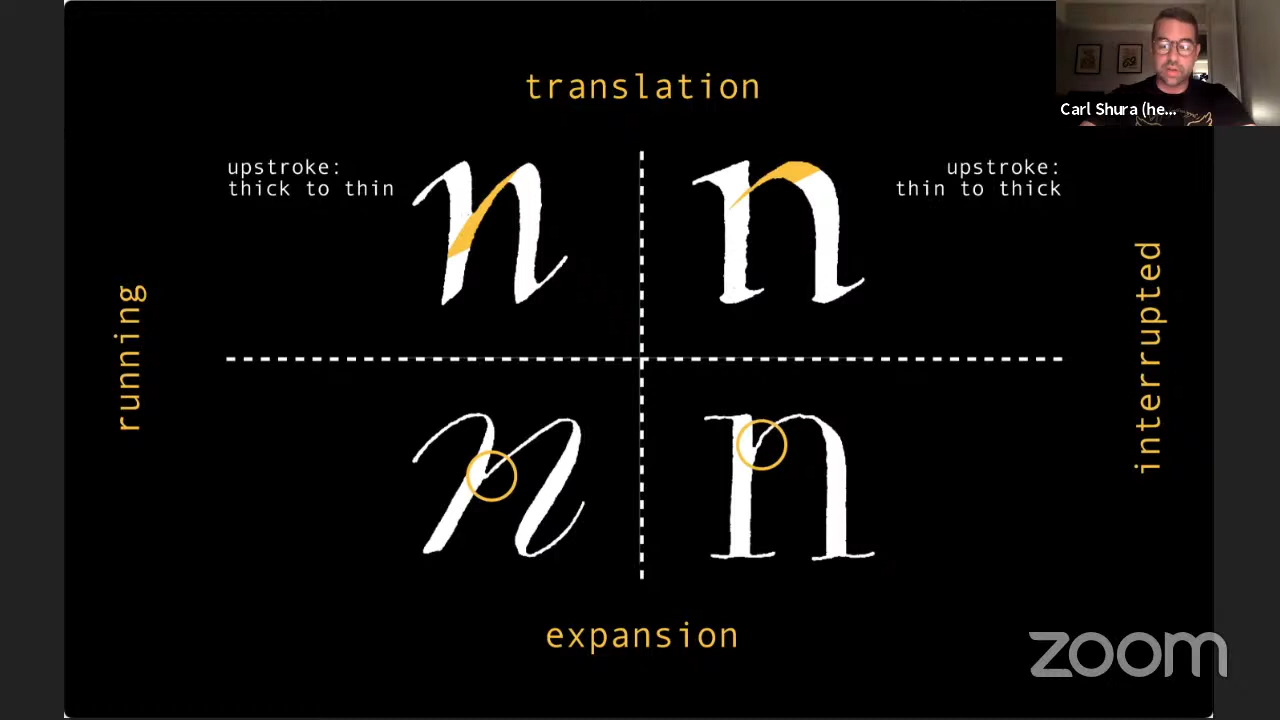 translation
Carl Shura (he...
upstroke:
thick to thin
upstroke:
thin to thick
n
n
running
interrupted
n
n
expansion
zoom